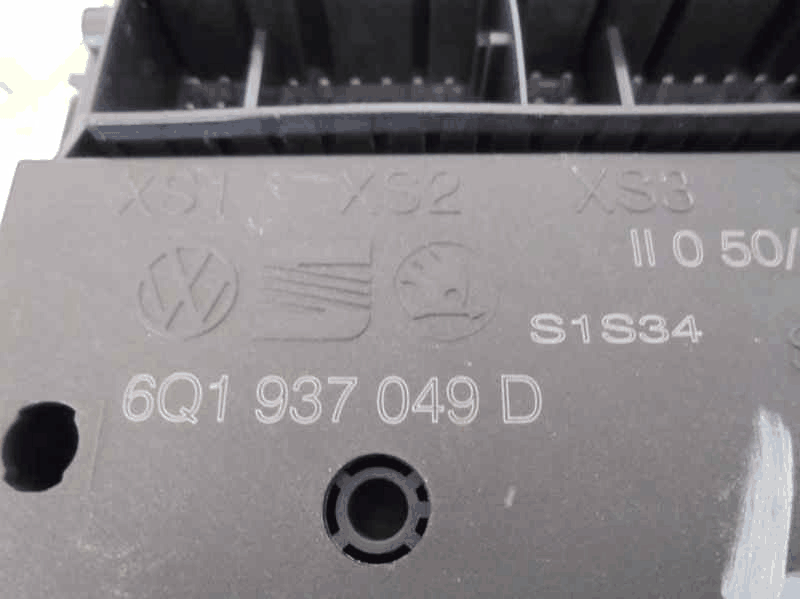 XS1 XS2 XS3
II 0 50/
S1S34
6Q1 937 049 D